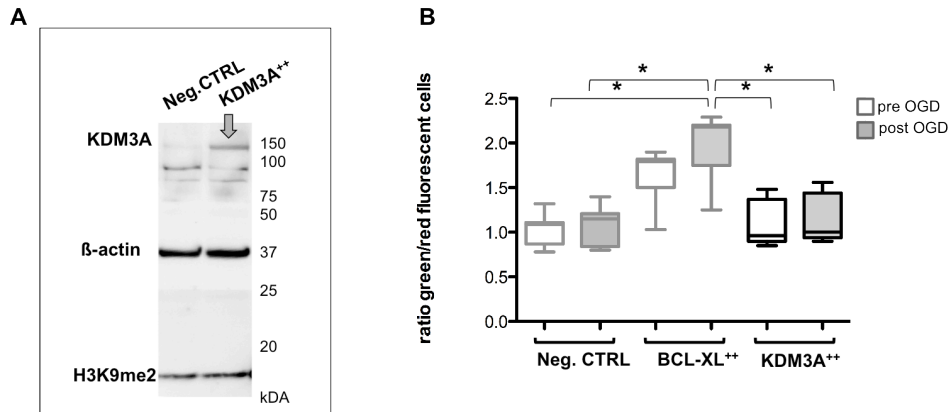 A
Neg.CTRL
KDM3A++
KDM3A
150
100
75
50
ß-actin
37
25
20
H3K9me2
kDA
B
ratio green/red fluorescent cells
* *
* *
2.5
2.0
1.5
1.0
0.5
0.0
pre OGD
post OGD
Neg. CTRL BCL-XL++ KDM3A++